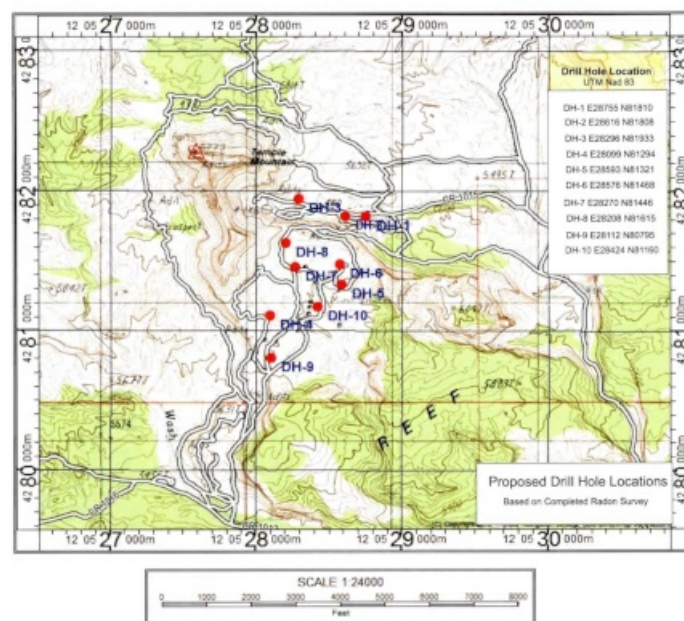 12 05 27 000m
12 05 28 000m
12 05 29 000m
12 05 30 000m
42 83 000m
42 82 000m
42 81 000m
42 80 000m
Drill Hole Location
UTM Nad 83
DH-1 E28755 N81810
DH-2 E28616 N81808
DH-3 E28296 N81933
DH-4 E28099 N81294
DH-5 E28593 N81321
DH-6 E28576 N81468
DH-7 E28270 N81446
DH-8 E28208 N81615
DH-9 E28112 N80795
DH-10 E28424 N81160
Temple
Mountain
DH-3
DH-1
DH-8
DH-7
DH-6
DH-5
DH-10
DH-4
DH-9
REEF
Wash
5574
Proposed Drill Hole Locations
Based on Completed Radon Survey
12 05 27 000m
12 05 28 000m
12 05 29 000m
12 05 30 000m
SCALE 1:24000
0 1000 2000 3000 4000 5000 6000 7000 8000
Feet